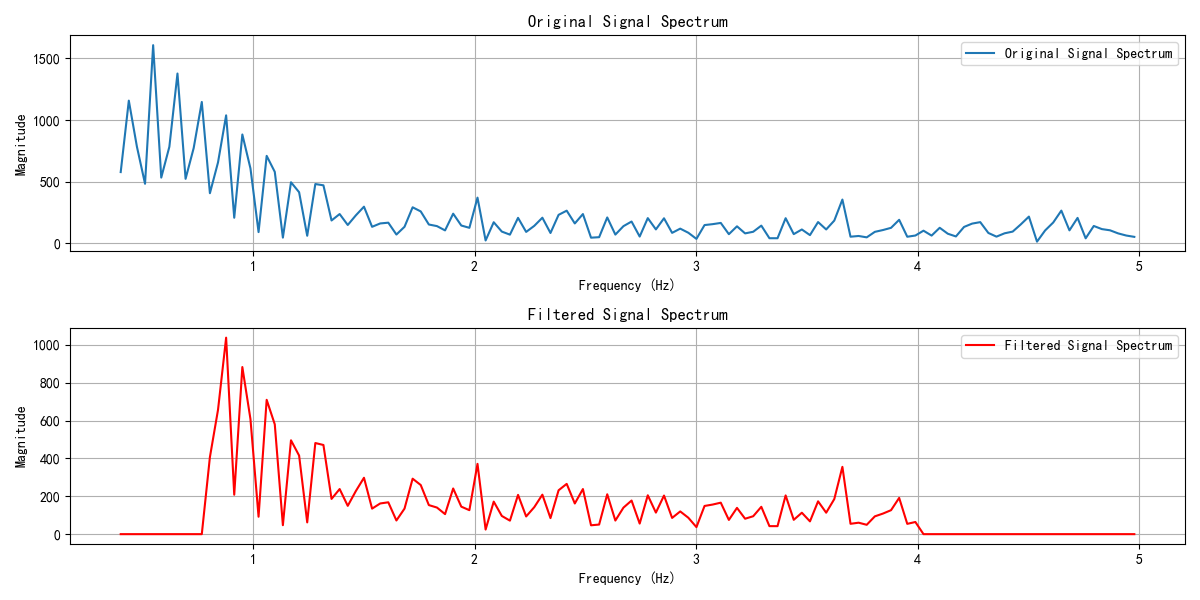 Original Signal Spectrum
Original Signal Spectrum
1500
1000
500
0
Magnitude
1 2 3 4 5
Frequency (Hz)
Filtered Signal Spectrum
Filtered Signal Spectrum
1000
800
600
400
200
0
Magnitude
1 2 3 4 5
Frequency (Hz)